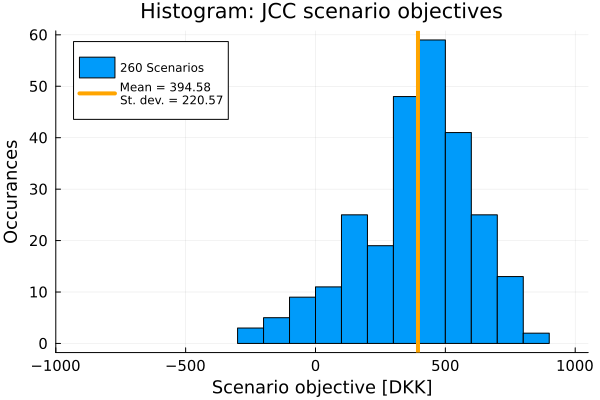 Histogram: JCC scenario objectives
260 Scenarios
Mean = 394.58
St. dev. = 220.57
Occurances
60
50
40
30
20
10
0
−1000
−500
0
500
1000
Scenario objective [DKK]